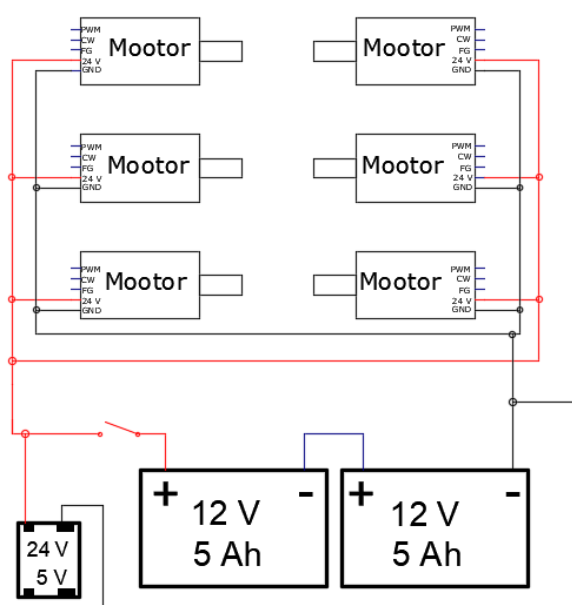 PWM
CW
FG
24 V
GND
Mootor
Mootor
PWM
CW
FG
24 V
GND
PWM
CW
FG
24 V
GND
Mootor
Mootor
PWM
CW
FG
24 V
GND
PWM
CW
FG
24 V
GND
Mootor
Mootor
PWM
CW
FG
24 V
GND
+ -
12 V
5 Ah
+ -
12 V
5 Ah
24 V
5 V